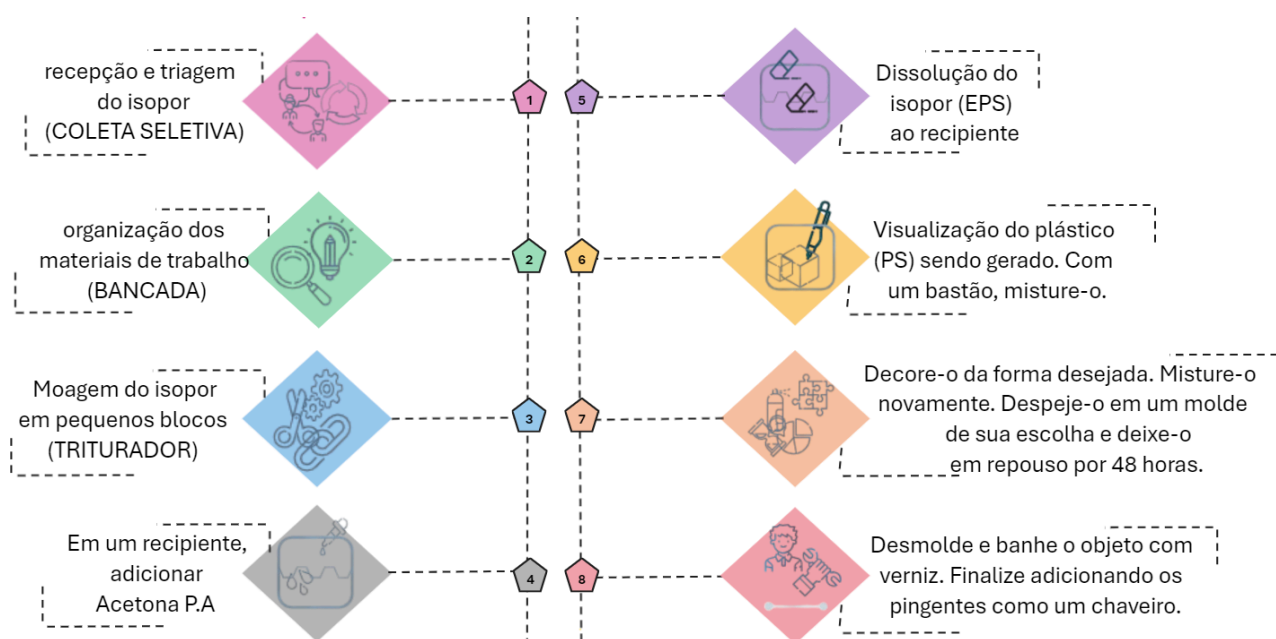 recepção e triagem
do isopor
(COLETA SELETIVA)
1
organização dos
materiais de trabalho
(BANCADA)
2
Moagem do isopor
em pequenos blocos
(TRITURADOR)
3
Em um recipiente,
adicionar
Acetona P.A
4
5
Dissolução do
isopor (EPS)
ao recipiente
6
Visualização do plástico
(PS) sendo gerado. Com
um bastão, misture-o.
7
Decore-o da forma desejada. Misture-o
novamente. Despeje-o em um molde
de sua escolha e deixe-o
em repouso por 48 horas.
8
Desmolde e banhe o objeto com
verniz. Finalize adicionando os
pingentes como um chaveiro.